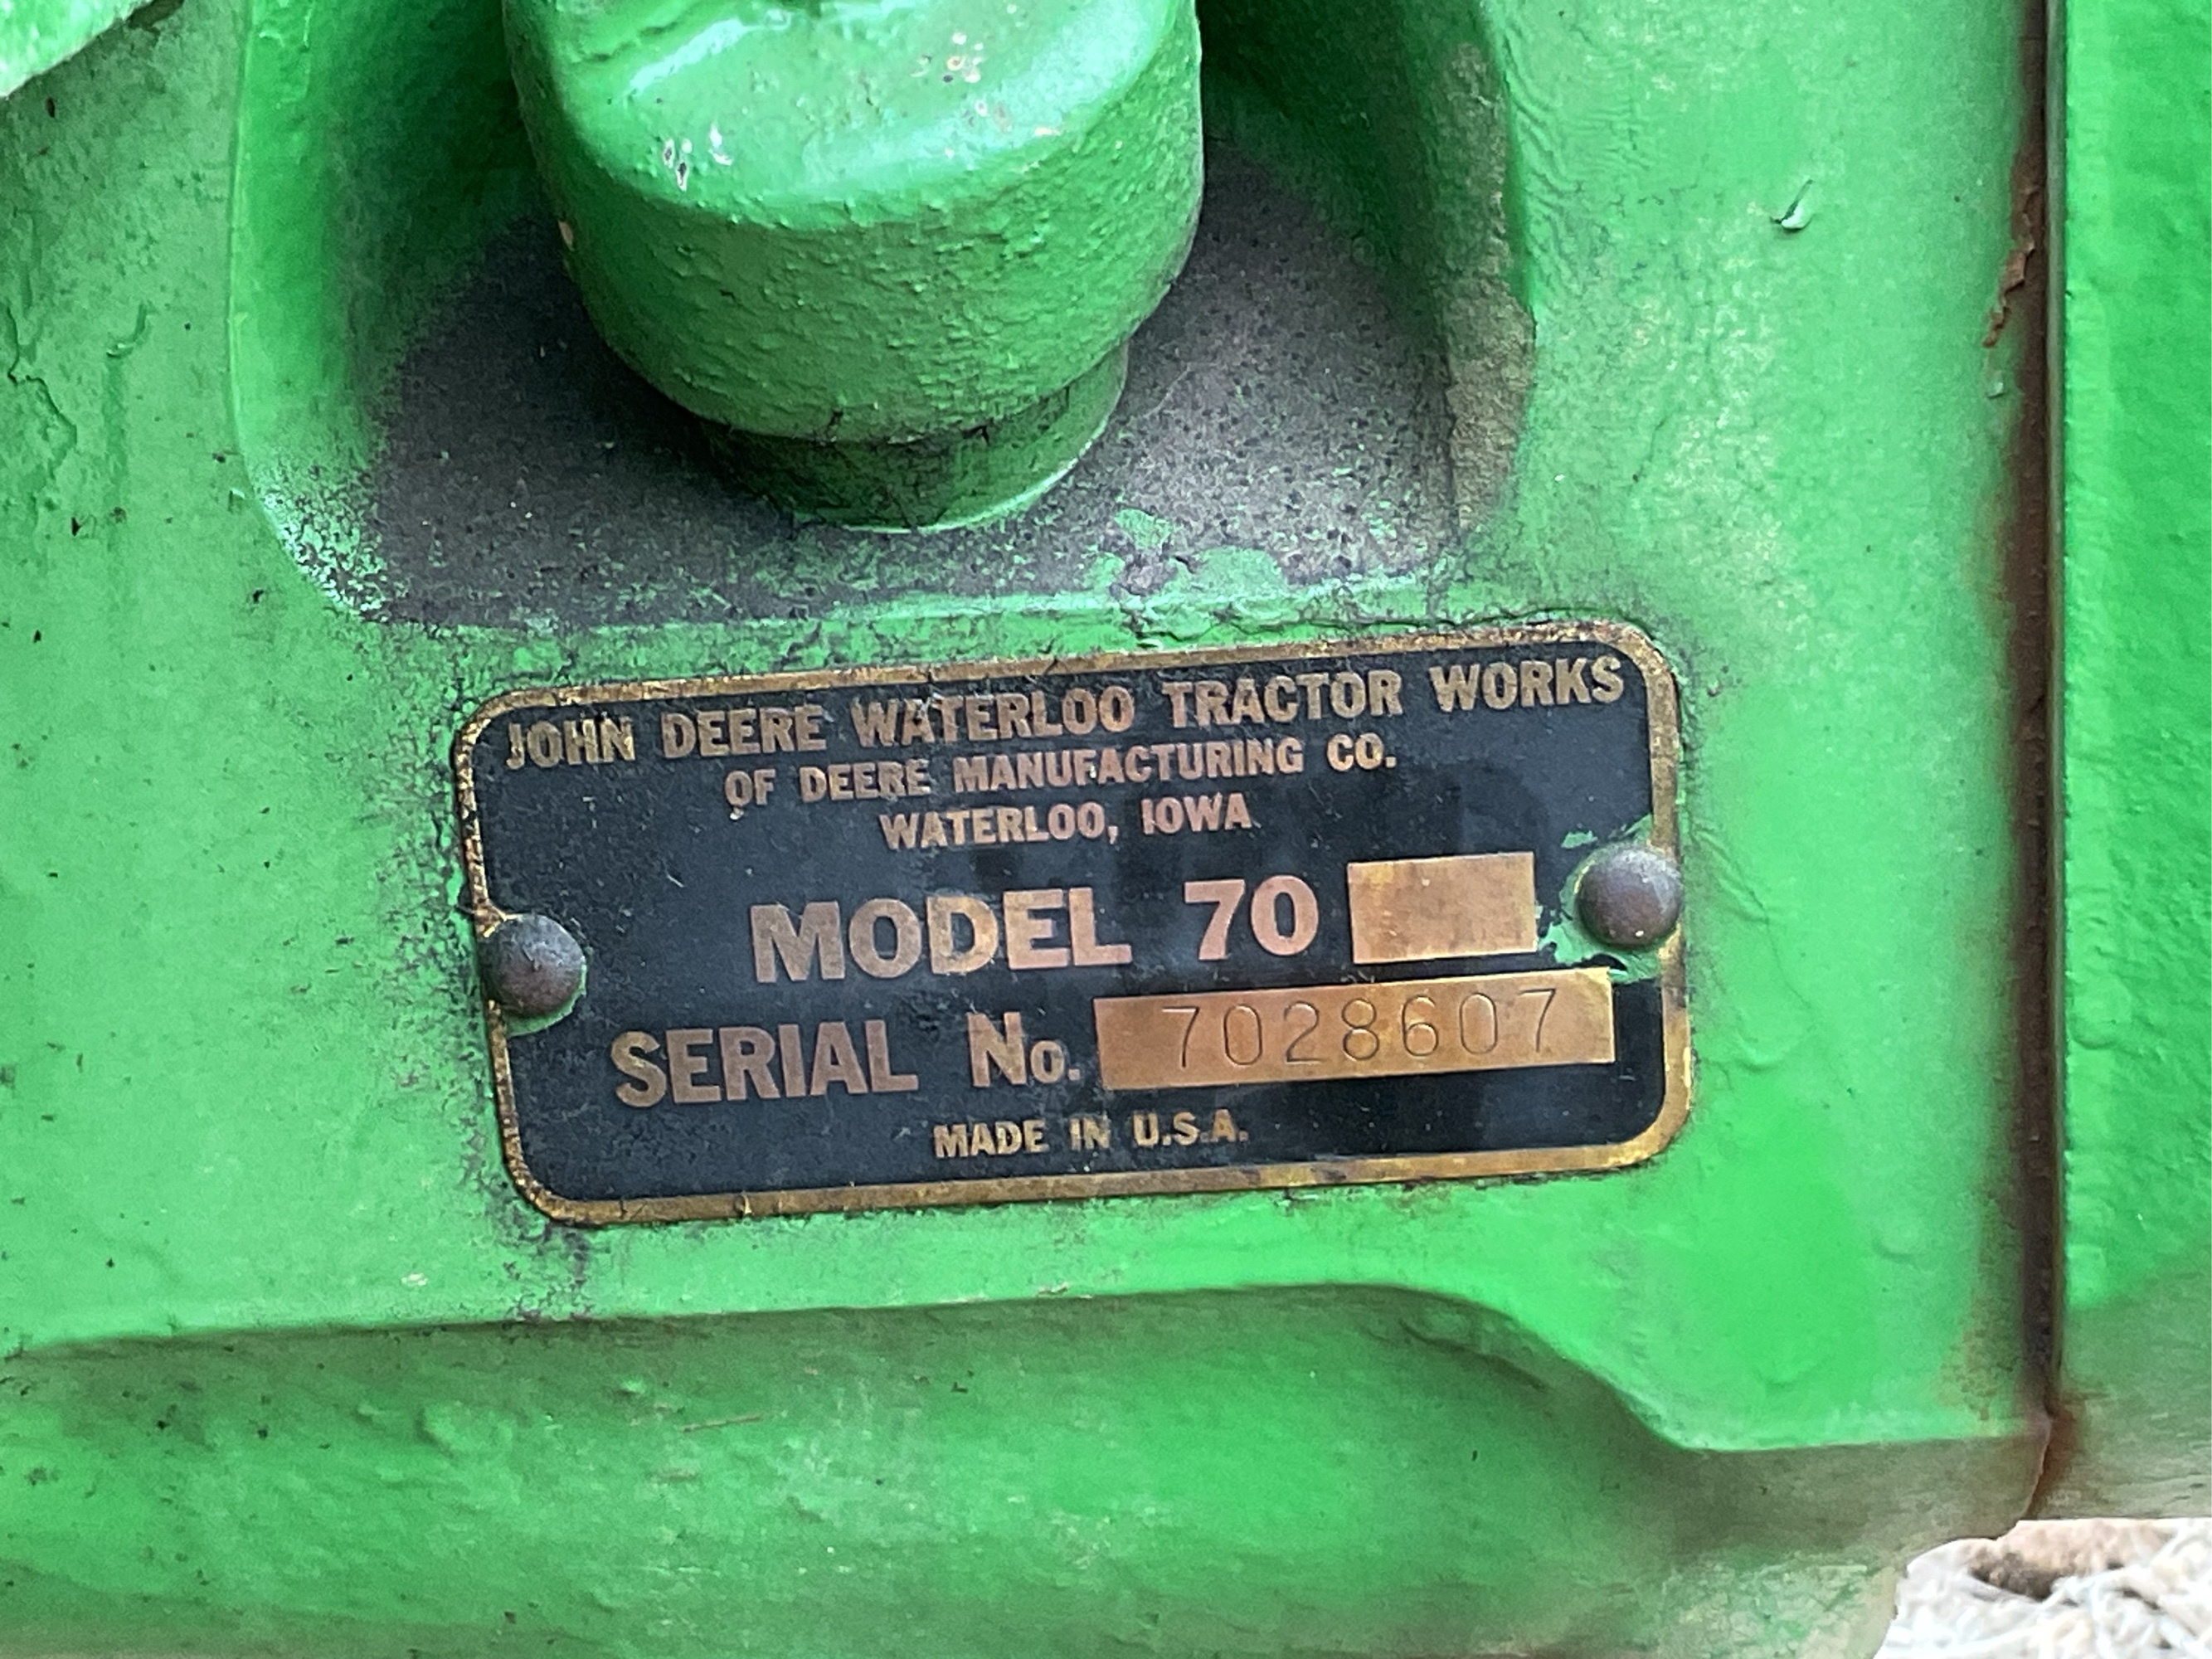 JOHN DEERE WATERLOO TRACTOR WORKS
OF DEERE MANUFACTURING CO.
WATERLOO, IOWA
MODEL 70
SERIAL No. 7028607
MADE IN U.S.A.